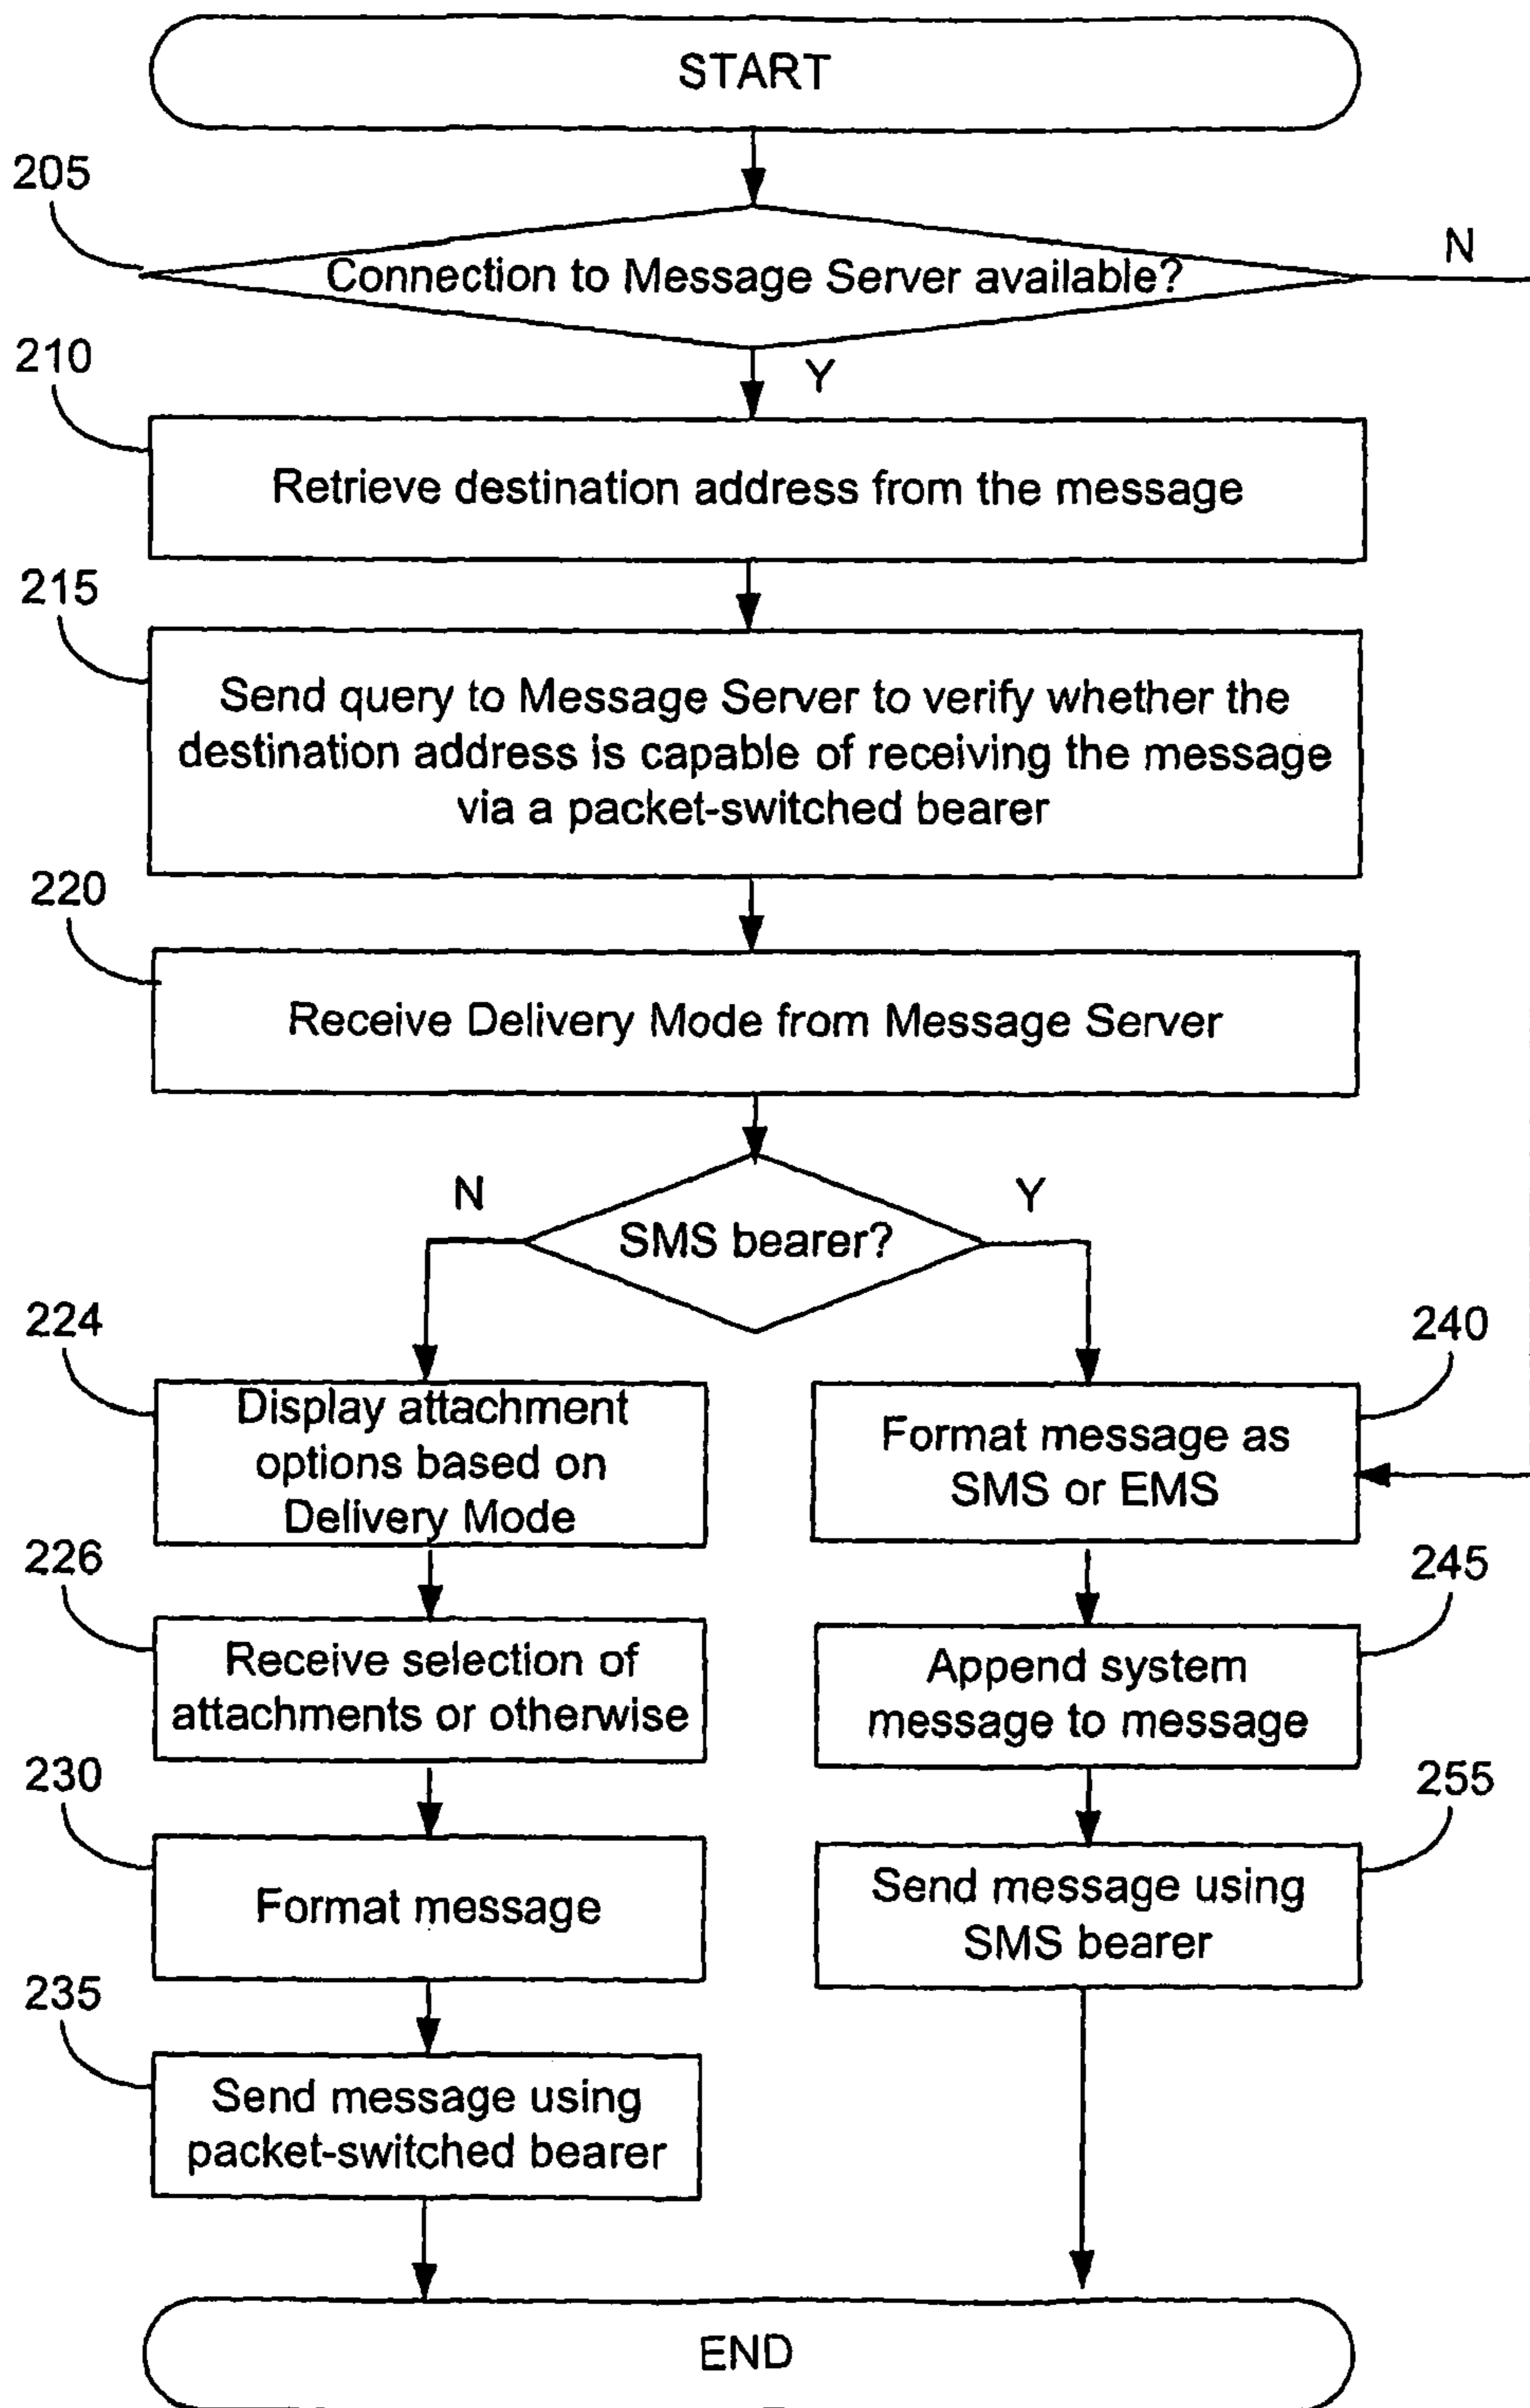 START
205
Connection to Message Server available?
N
210
Y
Retrieve destination address from the message
215
Send query to Message Server to verify whether the
destination address is capable of receiving the message
via a packet-switched bearer
220
Receive Delivery Mode from Message Server
N
SMS bearer?
Y
224
Display attachment
options based on
Delivery Mode
240
Format message as
SMS or EMS
226
Receive selection of
attachments or otherwise
245
Append system
message to message
230
Format message
255
Send message using
SMS bearer
235
Send message using
packet-switched bearer
END